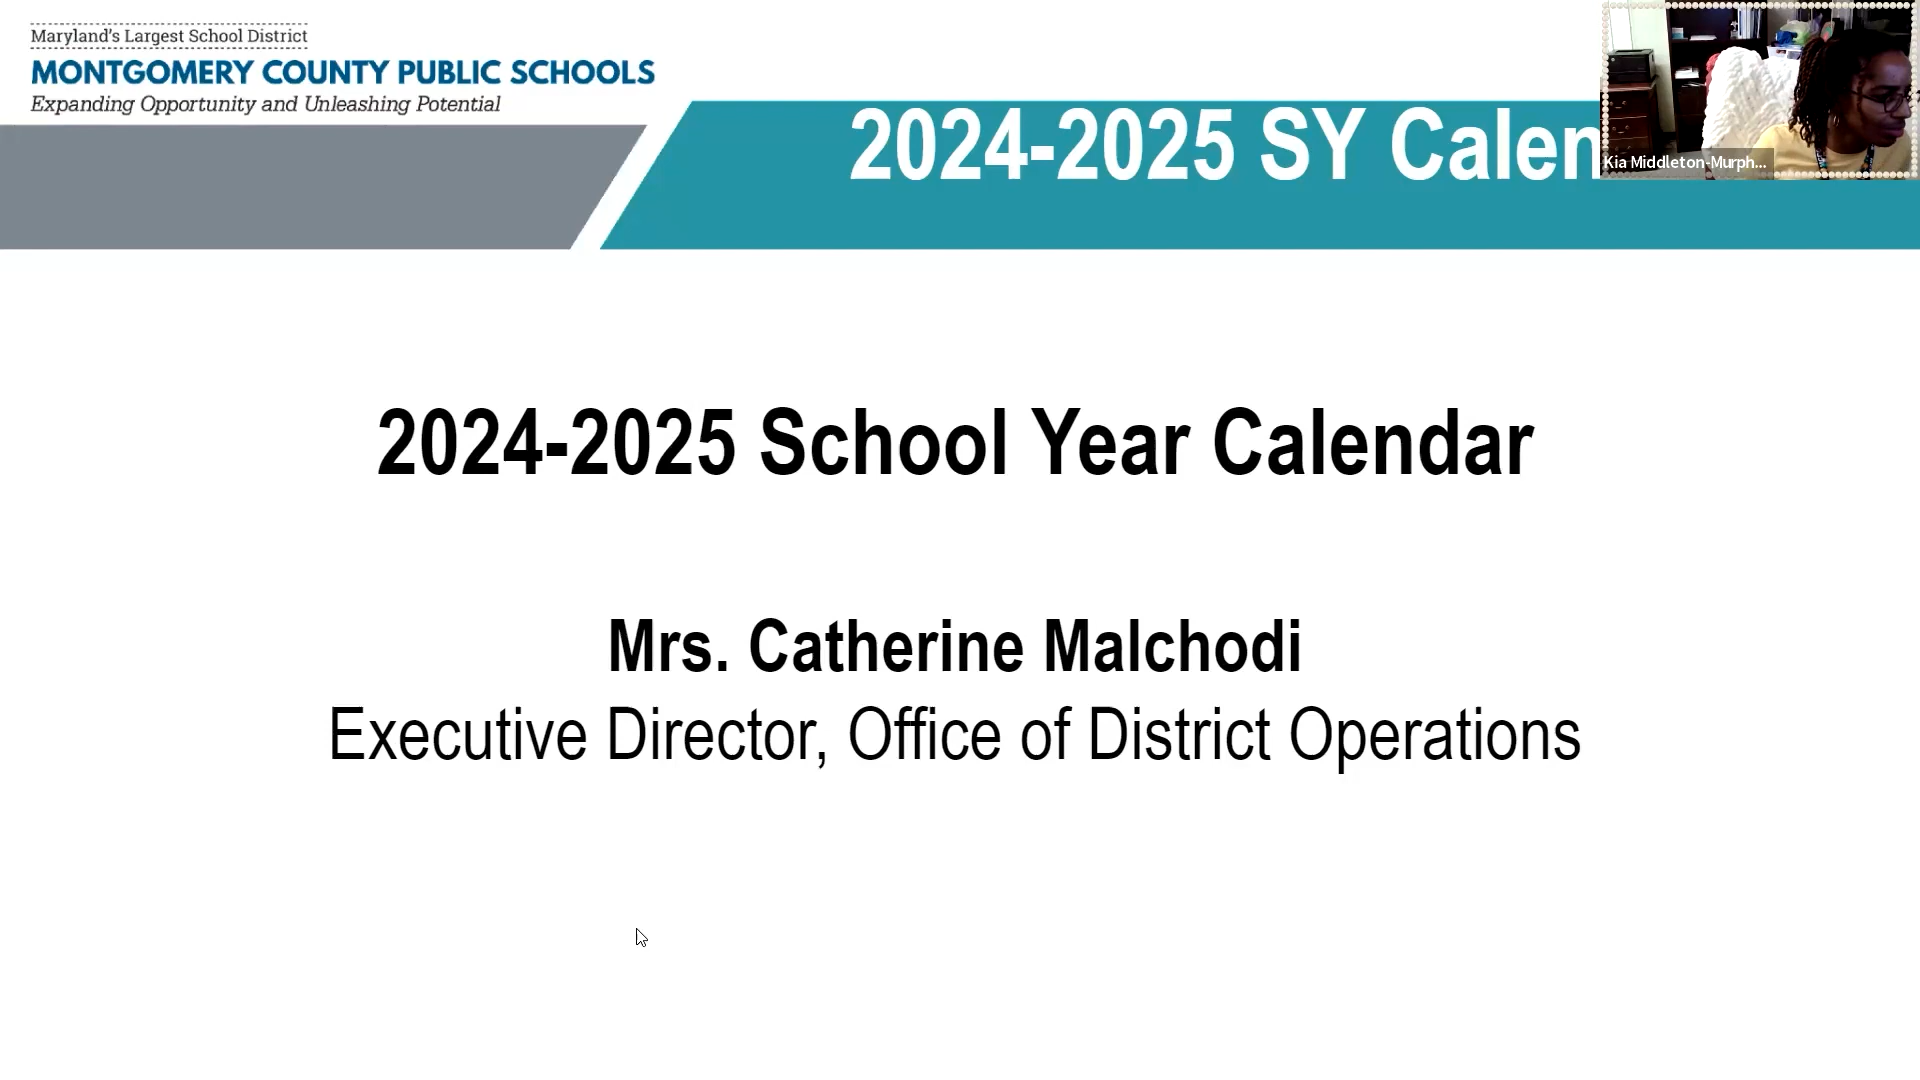 Maryland's Largest School District
MONTGOMERY COUNTY PUBLIC SCHOOLS
Expanding Opportunity and Unleashing Potential
2024-2025 SY Calen
Kia Middleton-Murph...
2024-2025 School Year Calendar
Mrs. Catherine Malchodi
Executive Director, Office of District Operations